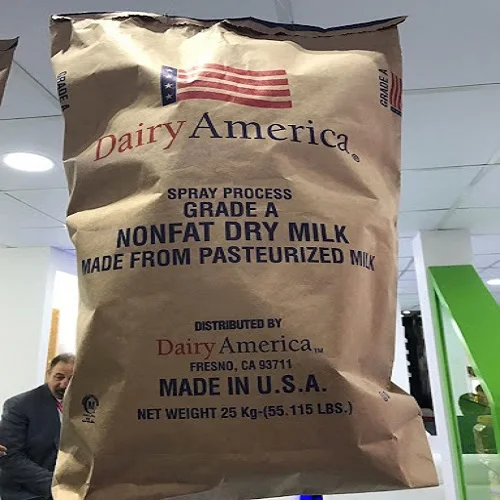 GRADE A
GRADE A
DairyAmerica®
SPRAY PROCESS
GRADE A
NONFAT DRY MILK
MADE FROM PASTEURIZED MILK
DISTRIBUTED BY
DairyAmerica™
FRESNO, CA 93711
MADE IN U.S.A.
NET WEIGHT 25 Kg-(55.115 LBS.)